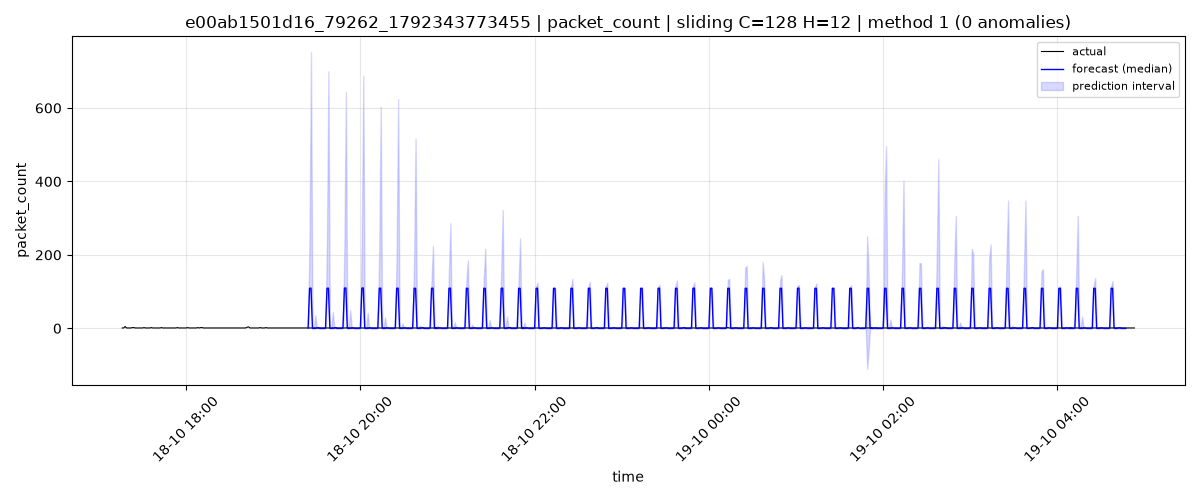 e00ab1501d16_79262_1792343773455 | packet_count | sliding C=128 H=12 | method 1 (0 anomalies)
actual
forecast (median)
prediction interval
packet_count
600
400
200
0
18-10 18:00
18-10 20:00
18-10 22:00
19-10 00:00
19-10 02:00
19-10 04:00
time